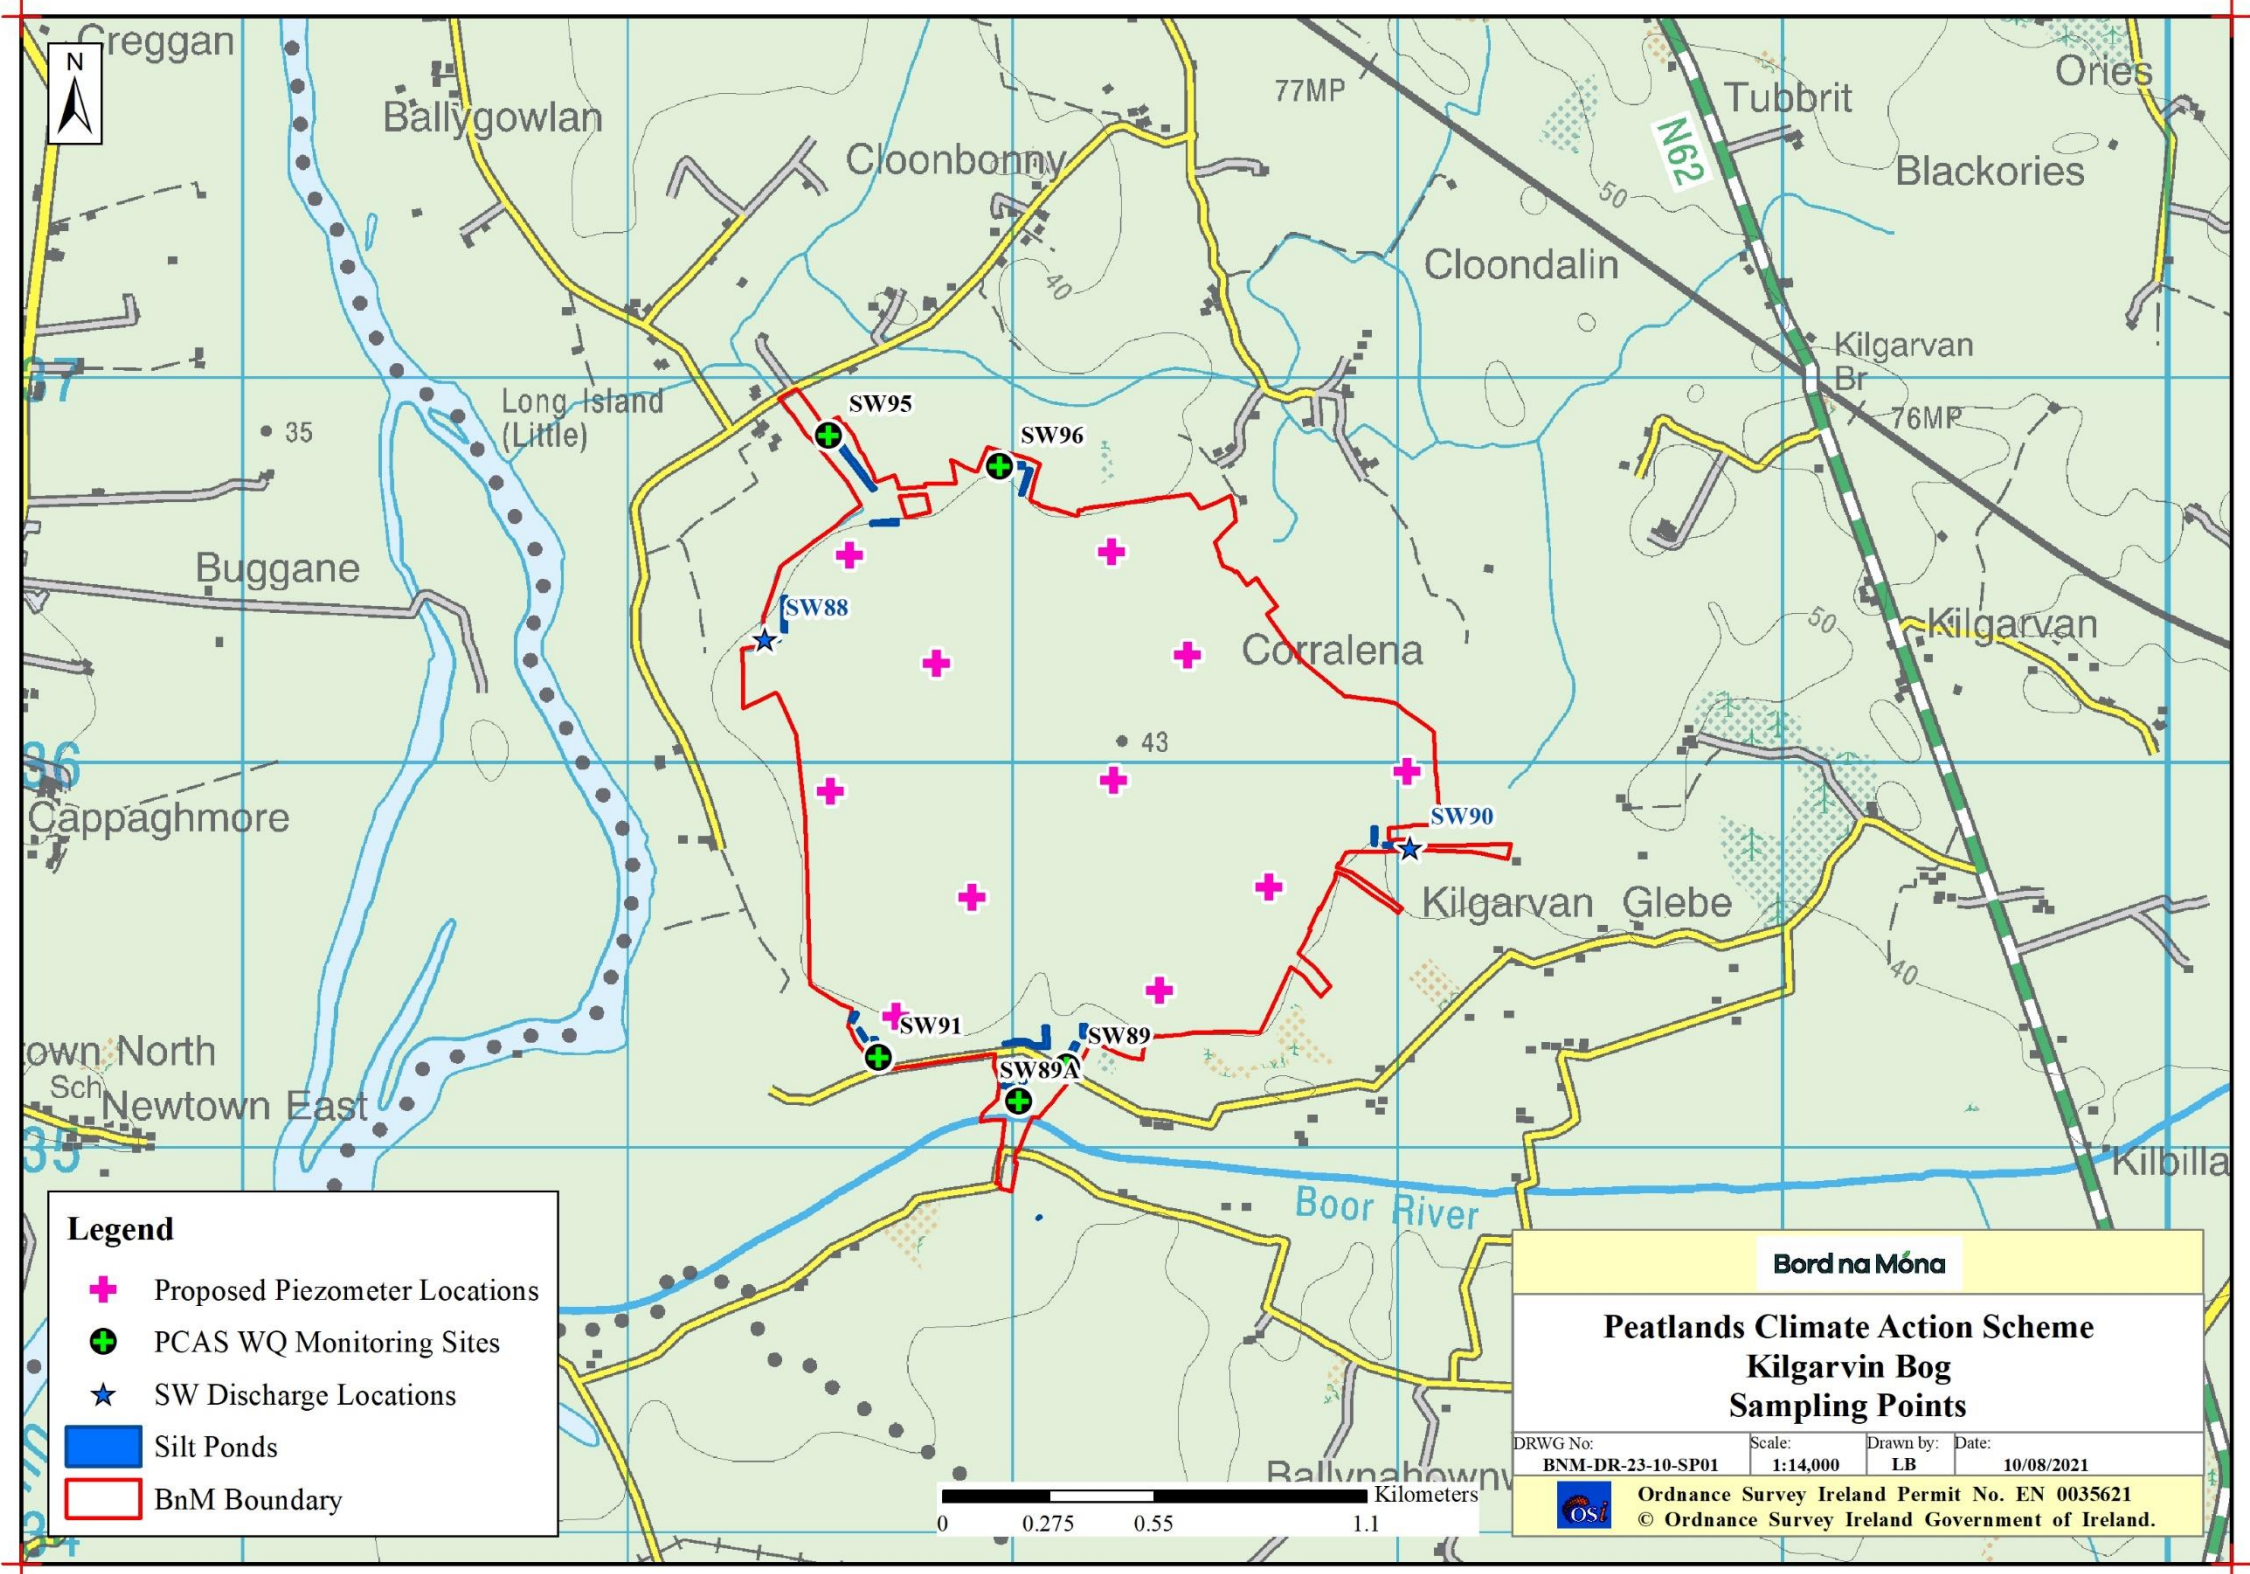 Creggan
N
Ballygowlan
Cloonbonny
77MP
N62
Tubbrit
Ories
Blackories
50
Cloondalin
40
Kilgarvan
Br
76MP
37
Long Island
(Little)
35
SW95
SW96
Buggane
SW88
Corralena
50
Kilgarvan
43
36
Cappaghmore
SW90
Kilgarvan Glebe
40
own North
Sch
Newtown East
SW91
SW89
SW89A
35
Kilbilla
Boor River
Ballynahown
34
Legend
Proposed Piezometer Locations
PCAS WQ Monitoring Sites
SW Discharge Locations
Silt Ponds
BnM Boundary
Kilometers
0 0.275 0.55 1.1
Bord na Móna
Peatlands Climate Action Scheme
Kilgarvin Bog
Sampling Points
DRWG No: Scale: Drawn by: Date:
BNM-DR-23-10-SP01 1:14,000 LB 10/08/2021
OSi
Ordnance Survey Ireland Permit No. EN 0035621
© Ordnance Survey Ireland Government of Ireland.